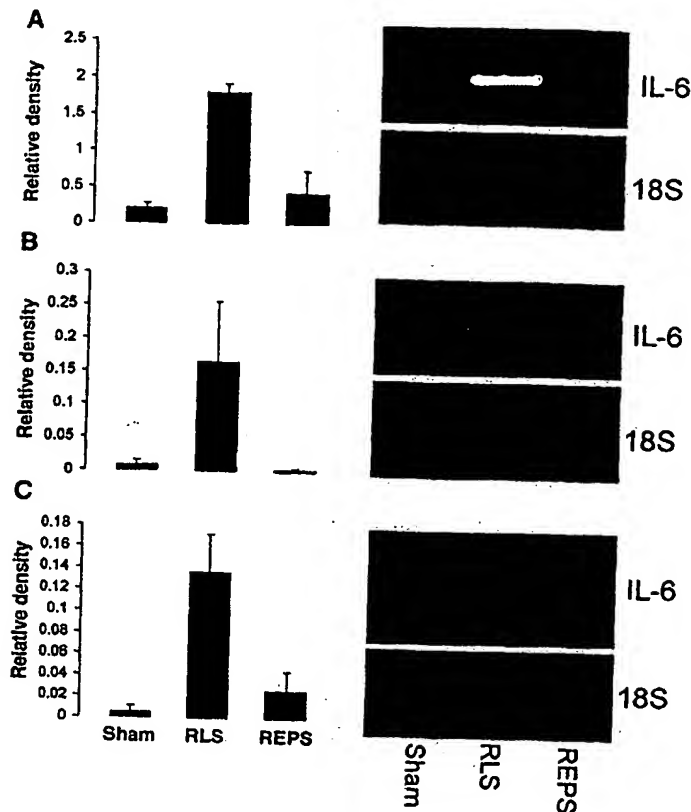 A
Relative density
2.5
2
1.5
1
0.5
0
IL-6
18S
B
Relative density
0.3
0.25
0.2
0.15
0.1
0.05
0
IL-6
18S
C
Relative density
0.18
0.16
0.14
0.12
0.1
0.08
0.06
0.04
0.02
0
Sham RLS REPS
IL-6
18S
Sham
RLS
REPS